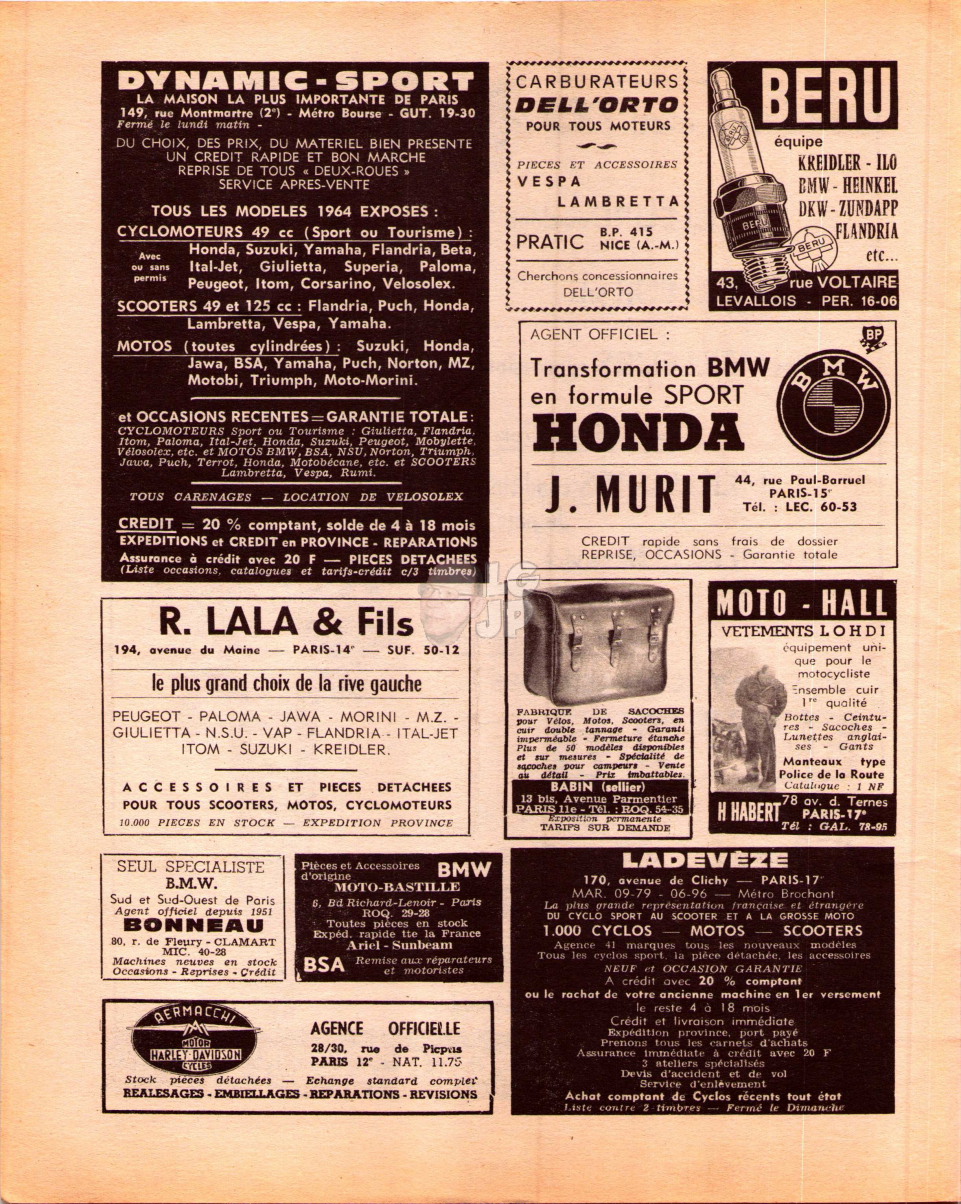 DYNAMIC - SPORT
LA MAISON LA PLUS IMPORTANTE DE PARIS
149, rue Montmartre (2e) - Métro Bourse - GUT. 19-30
Fermé le lundi matin -
DU CHOIX, DES PRIX, DU MATERIEL BIEN PRESENTE
UN CREDIT RAPIDE ET BON MARCHE
REPRISE DE TOUS « DEUX-ROUES »
SERVICE APRES-VENTE
TOUS LES MODELES 1964 EXPOSES :
CYCLOMOTEURS 49 cc (Sport ou Tourisme) :
Avec
ou sans
permis
Honda, Suzuki, Yamaha, Flandria, Beta,
Ital-Jet, Giulietta, Superia, Paloma,
Peugeot, Itom, Corsarino, Velosolex.
SCOOTERS 49 et 125 cc : Flandria, Puch, Honda,
Lambretta, Vespa, Yamaha.
MOTOS (toutes cylindrées) : Suzuki, Honda,
Jawa, BSA, Yamaha, Puch, Norton, MZ,
Motobi, Triumph, Moto-Morini.
et OCCASIONS RECENTES = GARANTIE TOTALE :
CYCLOMOTEURS Sport ou Tourisme : Giulietta, Flandria,
Itom, Paloma, Ital-Jet, Honda, Suzuki, Peugeot, Mobylette,
Vélosolex, etc. et MOTOS BMW, BSA, NSU, Norton, Triumph,
Jawa, Puch, Terrot, Honda, Motobécane, etc. et SCOOTERS
Lambretta, Vespa, Rumi.
TOUS CARENAGES — LOCATION DE VELOSOLEX
CREDIT = 20 % comptant, solde de 4 à 18 mois
EXPEDITIONS et CREDIT en PROVINCE - REPARATIONS
Assurance à crédit avec 20 F — PIECES DETACHEES
(Liste occasions, catalogues et tarifs-crédit c/3 timbres)
CARBURATEURS
DELL'ORTO
POUR TOUS MOTEURS
PIECES ET ACCESSOIRES
VESPA
LAMBRETTA
PRATIC B.P. 415
NICE (A.-M.)
Cherchons concessionnaires
DELL'ORTO
BERU
équipe
KREIDLER - ILO
BMW - HEINKEL
DKW - ZUNDAPP
FLANDRIA
etc...
BERU
BERU
43, rue VOLTAIRE
LEVALLOIS - PER. 16-06
AGENT OFFICIEL :
BP
Transformation BMW
en formule SPORT
HONDA
BMW
J. MURIT
44, rue Paul-Barruel
PARIS-15e
Tél. : LEC. 60-53
CREDIT rapide sans frais de dossier
REPRISE, OCCASIONS - Garantie totale
LC
JP
R. LALA & Fils
194, avenue du Maine — PARIS-14e — SUF. 50-12
le plus grand choix de la rive gauche
PEUGEOT - PALOMA - JAWA - MORINI - M.Z. -
GIULIETTA - N.S.U. - VAP - FLANDRIA - ITAL-JET
ITOM - SUZUKI - KREIDLER.
ACCESSOIRES ET PIECES DETACHEES
POUR TOUS SCOOTERS, MOTOS, CYCLOMOTEURS
10.000 PIECES EN STOCK — EXPEDITION PROVINCE
FABRIQUE DE SACOCHES
pour Vélos, Motos, Scooters, en
cuir double tannage - Garanti
imperméable - Fermeture étanche
Plus de 50 modèles disponibles
et sur mesures - Spécialité de
sacoches pour campeurs - Vente
au détail - Prix imbattables.
BABIN (sellier)
13 bis, Avenue Parmentier
PARIS 11e - Tél. : ROQ. 54-35
Exposition permanente
TARIFS SUR DEMANDE
MOTO - HALL
VETEMENTS LOHDI
équipement uni-
que pour le
motocycliste
Ensemble cuir
1re qualité
Bottes - Ceintu-
res - Sacoches -
Lunettes anglai-
ses - Gants
Manteaux type
Police de la Route
Catalogue : 1 NF
H HABERT
78 av. d. Ternes
PARIS-17e
Tél : GAL. 78-95
SEUL SPECIALISTE
B.M.W.
Sud et Sud-Ouest de Paris
Agent officiel depuis 1951
BONNEAU
80, r. de Fleury - CLAMART
MIC. 40-28
Machines neuves en stock
Occasions - Reprises - Crédit
Pièces et Accessoires
d'origine BMW
MOTO-BASTILLE
6, Bd Richard-Lenoir - Paris
ROQ. 29-28
Toutes pièces en stock
Expéd. rapide tte la France
Ariel - Sunbeam
BSA Remise aux réparateurs
et motoristes
LADEVÈZE
170, avenue de Clichy — PARIS-17e
MAR. 09-79 - 06-96 — Métro Brochant
La plus grande représentation française et étrangère
DU CYCLO SPORT AU SCOOTER ET A LA GROSSE MOTO
1.000 CYCLOS — MOTOS — SCOOTERS
Agence 41 marques tous les nouveaux modèles
Tous les cyclos sport, la pièce détachée, les accessoires
NEUF et OCCASION GARANTIE
A crédit avec 20 % comptant
ou le rachat de votre ancienne machine en 1er versement
le reste 4 à 18 mois
Crédit et livraison immédiate
Expédition province, port payé
Prenons tous les carnets d'achats
Assurance immédiate à crédit avec 20 F
3 ateliers spécialisés
Devis d'accident et de vol
Service d'enlèvement
Achat comptant de Cyclos récents tout état
Liste contre 2 timbres — Fermé le Dimanche
AERMACCHI
MOTOR
HARLEY-DAVIDSON
CYCLES
AGENCE OFFICIELLE
28/30, rue de Picpus
PARIS 12e - NAT. 11.75
Stock pièces détachées — Echange standard complet
REALESAGES - EMBIELLAGES - REPARATIONS - REVISIONS